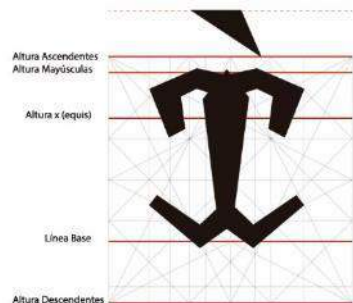 Altura Ascendentes
Altura Mayúsculas
Altura x (equis)
Línea Base
Altura Descendentes